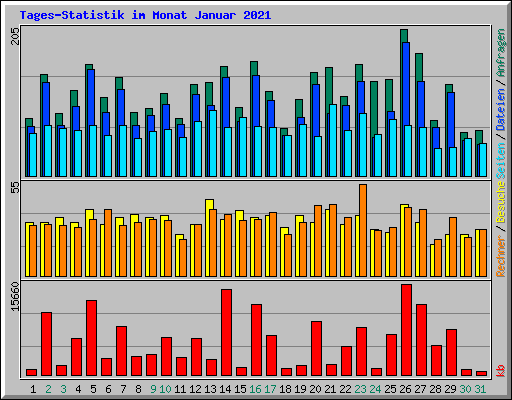 Tages-Statistik im Monat Januar 2021
205
55
15660
Rechner / Besuche Seiten / Dateien / Anfragen
kb
1 2 3 4 5 6 7 8 9 10 11 12 13 14 15 16 17 18 19 20 21 22 23 24 25 26 27 28 29 30 31